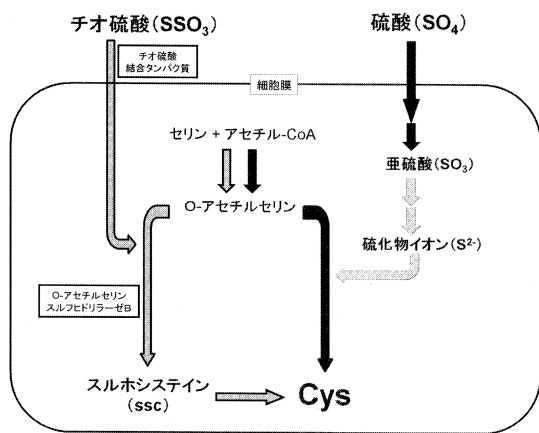 チオ硫酸(SSO₃)
硫酸(SO₄)
チオ硫酸
結合タンパク質
細胞膜
セリン + アセチル-CoA
亜硫酸(SO₃)
O-アセチルセリン
硫化物イオン(S²⁻)
O-アセチルセリン
スルフヒドリラーゼB
スルホシステイン
(ssc)
Cys